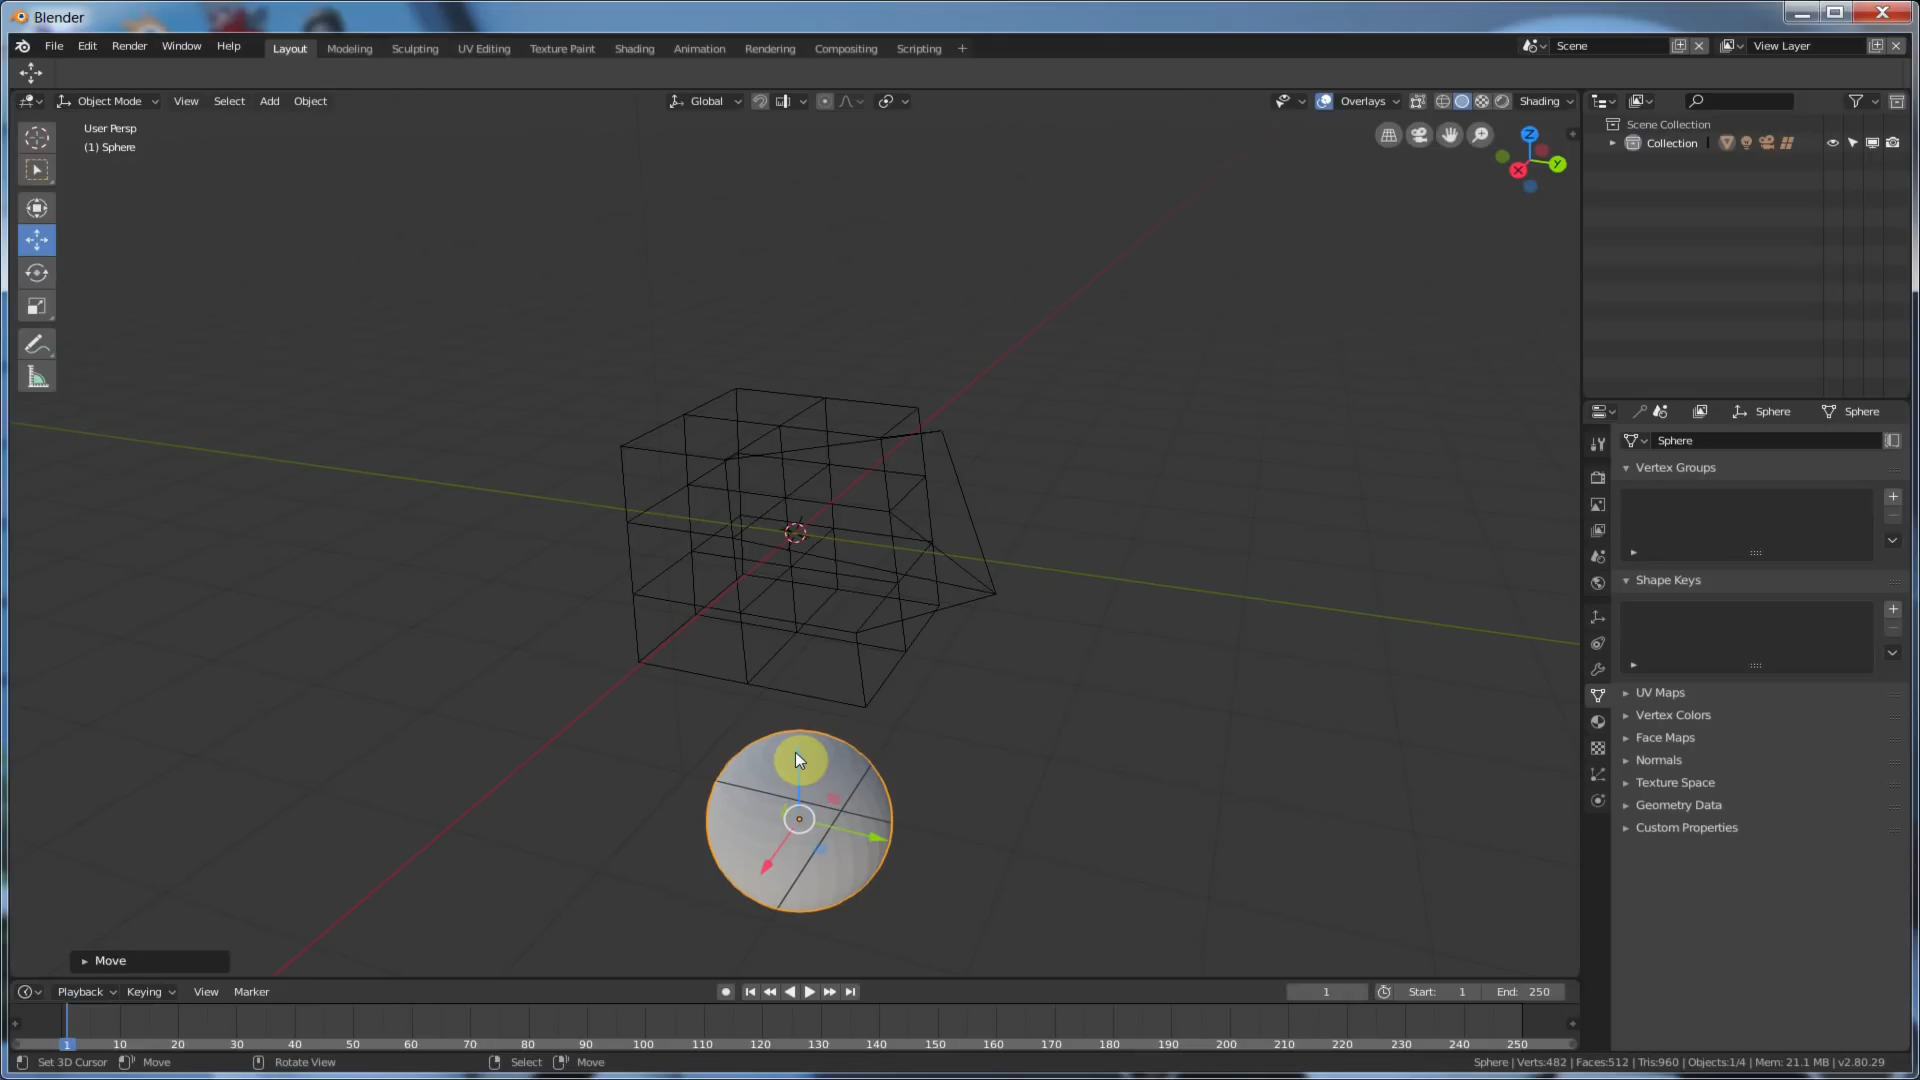 Blender
File Edit Render Window Help
Layout Modeling Sculpting UV Editing Texture Paint Shading Animation Rendering Compositing Scripting +
Scene
View Layer
Object Mode View Select Add Object
Global
Overlays
Shading
User Persp
(1) Sphere
Z
Y
X
Scene Collection
Collection
Sphere
Sphere
Sphere
Vertex Groups
Shape Keys
UV Maps
Vertex Colors
Face Maps
Normals
Texture Space
Geometry Data
Custom Properties
Move
Playback Keying View Marker
1
Start: 1
End: 250
1 10 20 30 40 50 60 70 80 90 100 110 120 130 140 150 160 170 180 190 200 210 220 230 240 250
Set 3D Cursor Move Rotate View Select Move
Sphere | Verts:482 | Faces:512 | Tris:960 | Objects:1/4 | Mem: 21.1 MB | v2.80.29